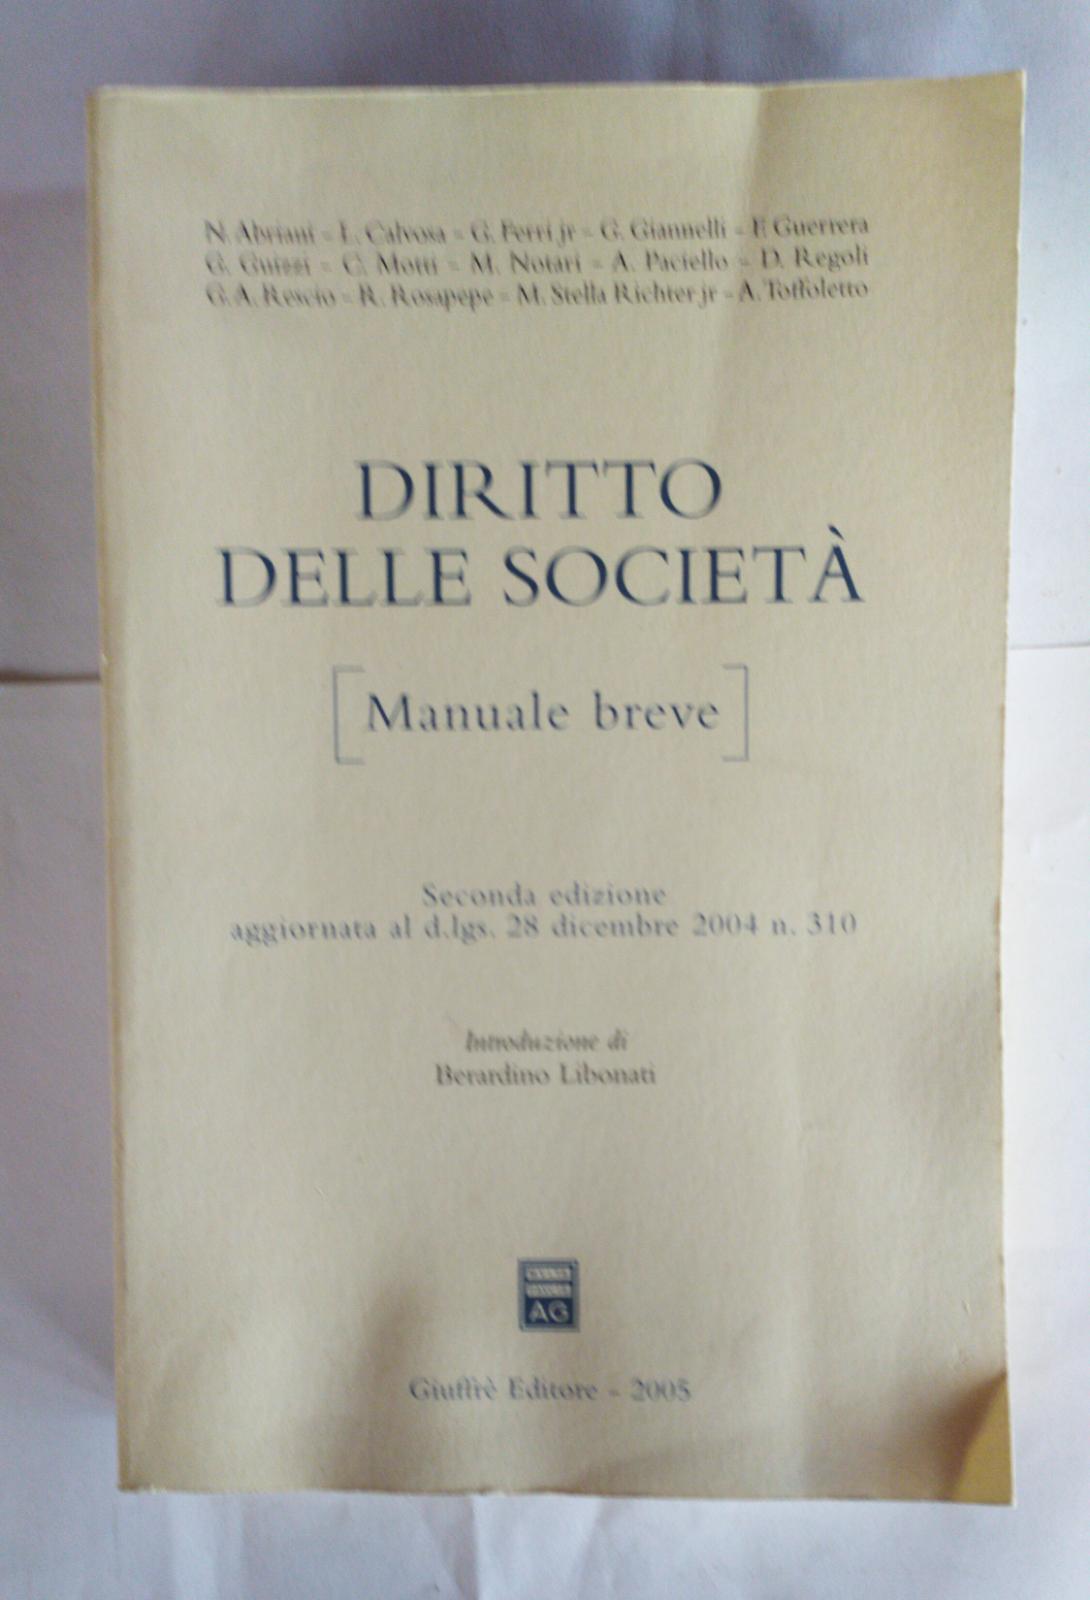 N. Abriani - L. Calvosa - G. Ferri jr - G. Giannelli - F. Guerrera
G. Guizzi - C. Motti - M. Notari - A. Paciello - D. Regoli
G.A. Rescio - R. Rosapepe - M. Stella Richter jr - A. Toffoletto
DIRITTO
DELLE SOCIETÀ
[Manuale breve]
Seconda edizione
aggiornata al d.lgs. 28 dicembre 2004 n. 310
Introduzione di
Berardino Libonati
AG
Giuffrè Editore - 2005